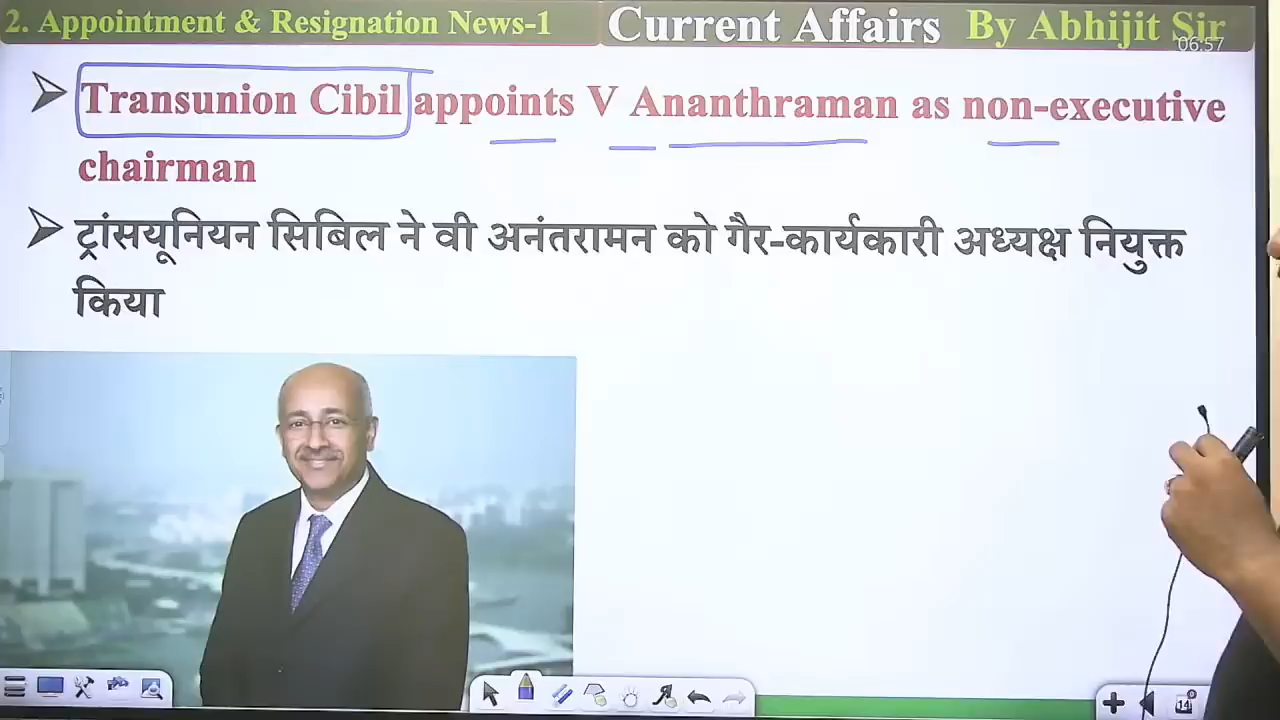 2. Appointment & Resignation News-1
Current Affairs By Abhijit Sir
06:57
Transunion Cibil appoints V Ananthraman as non-executive
chairman
ट्रांसयूनियन सिबिल ने वी अनंतरामन को गैर-कार्यकारी अध्यक्ष नियुक्त
किया
14